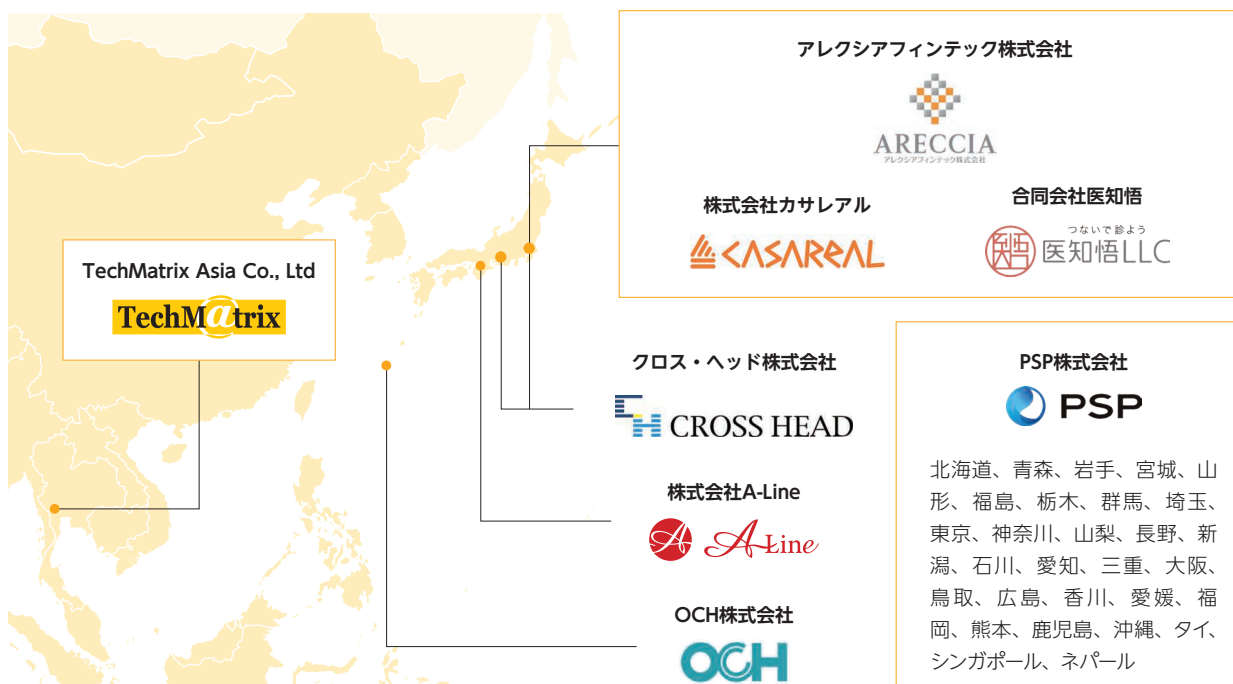 アレクシアフィンテック株式会社
ARECCIA
アレクシアフィンテック株式会社
株式会社カサレアル
CASAREAL
合同会社医知悟
つないで診よう
医知悟LLC
TechMatrix Asia Co., Ltd
TechM@trix
クロス・ヘッド株式会社
CROSS HEAD
株式会社A-Line
A-Line
OCH株式会社
OCH
PSP株式会社
PSP
北海道、青森、岩手、宮城、山
形、福島、栃木、群馬、埼玉、
東京、神奈川、山梨、長野、新
潟、石川、愛知、三重、大阪、
鳥取、広島、香川、愛媛、福
岡、熊本、鹿児島、沖縄、タイ、
シンガポール、ネパール